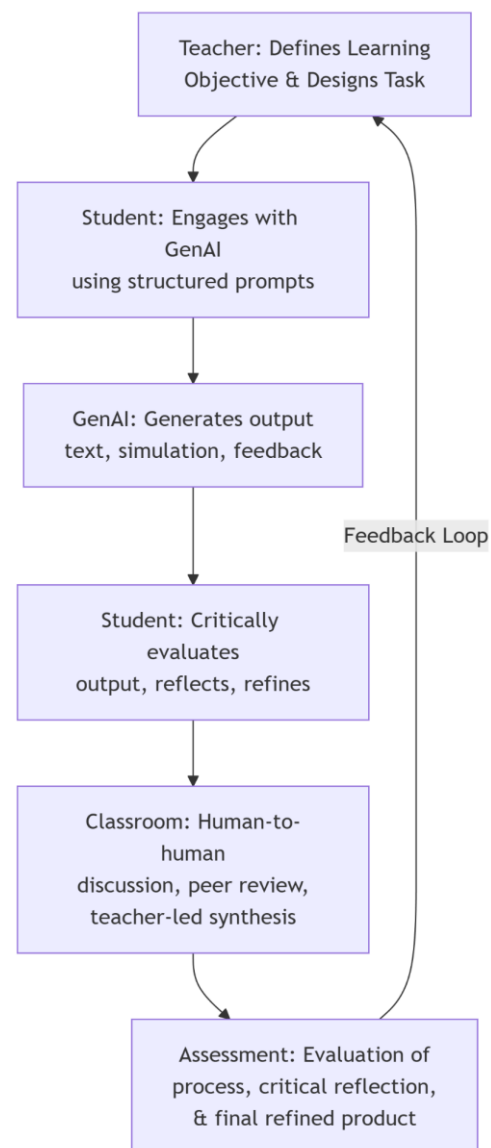 Teacher: Defines Learning
Objective & Designs Task
Student: Engages with
GenAI
using structured prompts
GenAI: Generates output
text, simulation, feedback
Feedback Loop
Student: Critically
evaluates
output, reflects, refines
Classroom: Human-to-
human
discussion, peer review,
teacher-led synthesis
Assessment: Evaluation of
process, critical reflection,
& final refined product